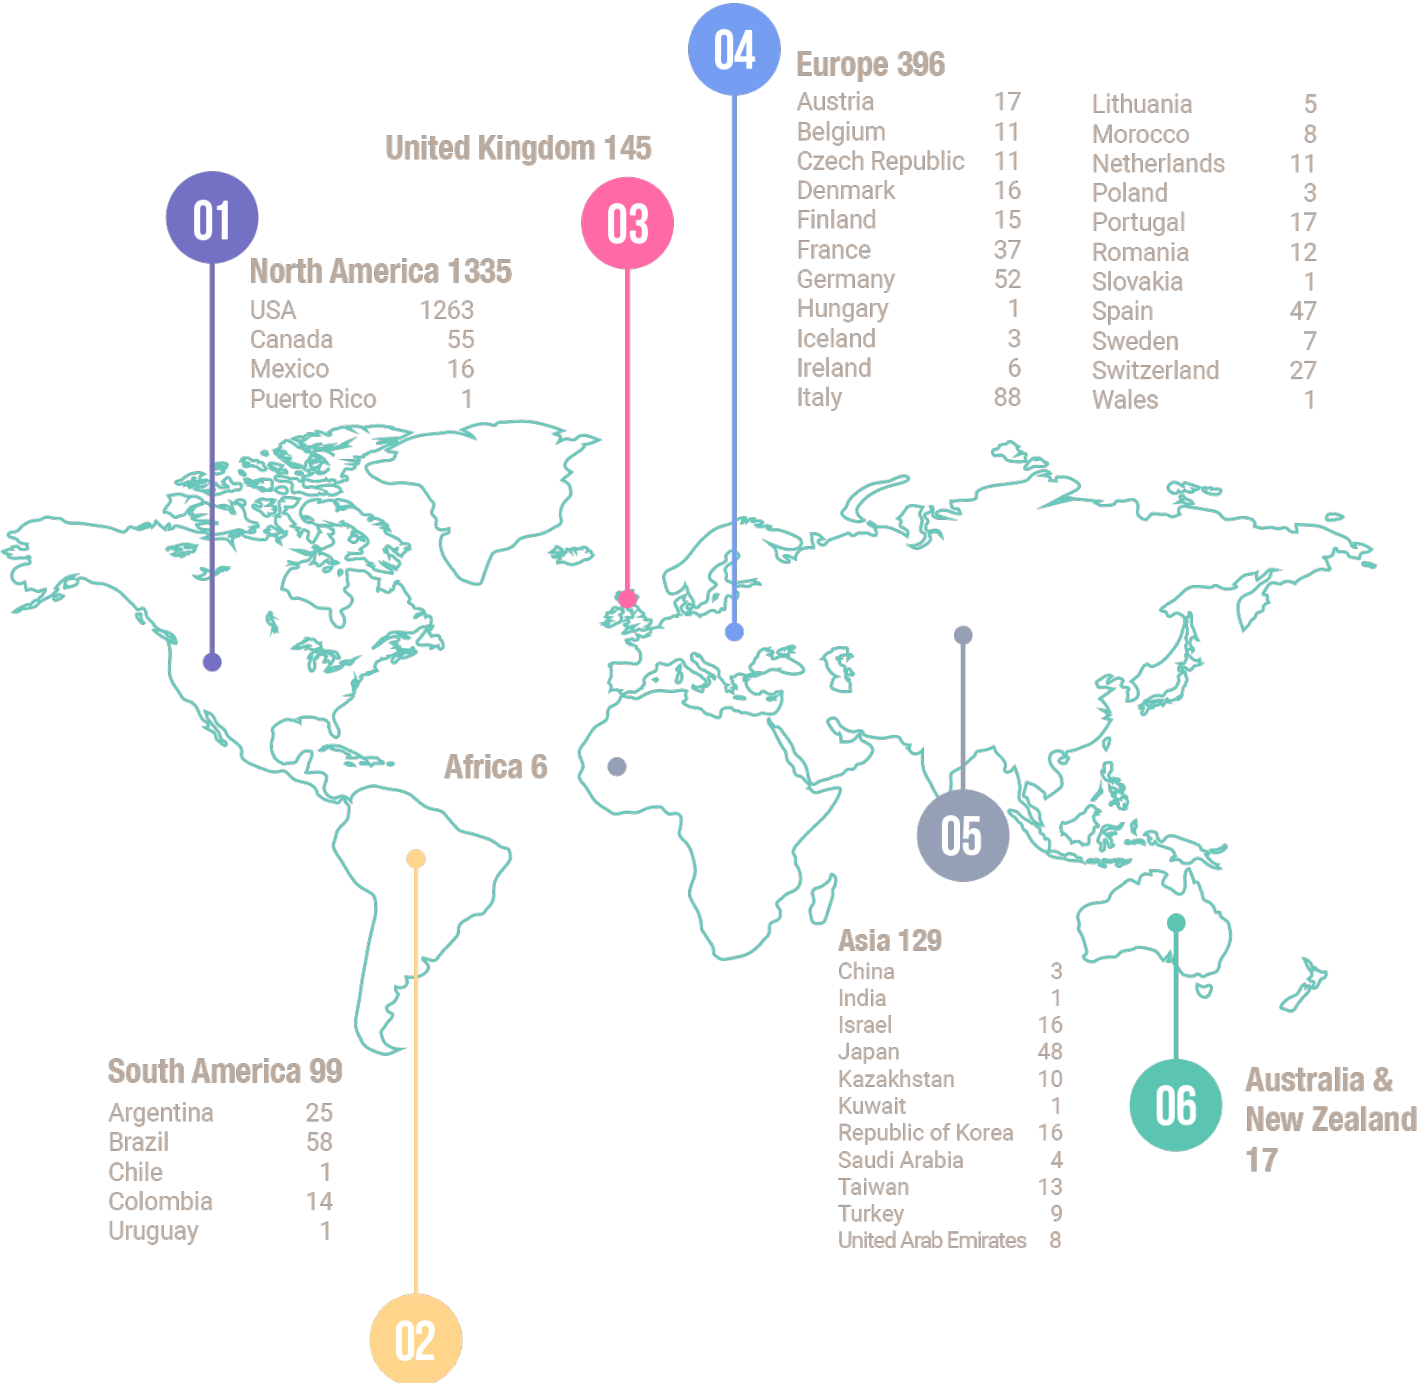 04
Europe 396
Austria 17
Belgium 11
Czech Republic 11
Denmark 16
Finland 15
France 37
Germany 52
Hungary 1
Iceland 3
Ireland 6
Italy 88
Lithuania 5
Morocco 8
Netherlands 11
Poland 3
Portugal 17
Romania 12
Slovakia 1
Spain 47
Sweden 7
Switzerland 27
Wales 1
United Kingdom 145
03
01
North America 1335
USA 1263
Canada 55
Mexico 16
Puerto Rico 1
Africa 6
05
Asia 129
China 3
India 1
Israel 16
Japan 48
Kazakhstan 10
Kuwait 1
Republic of Korea 16
Saudi Arabia 4
Taiwan 13
Turkey 9
United Arab Emirates 8
06
Australia &
New Zealand
17
South America 99
Argentina 25
Brazil 58
Chile 1
Colombia 14
Uruguay 1
02